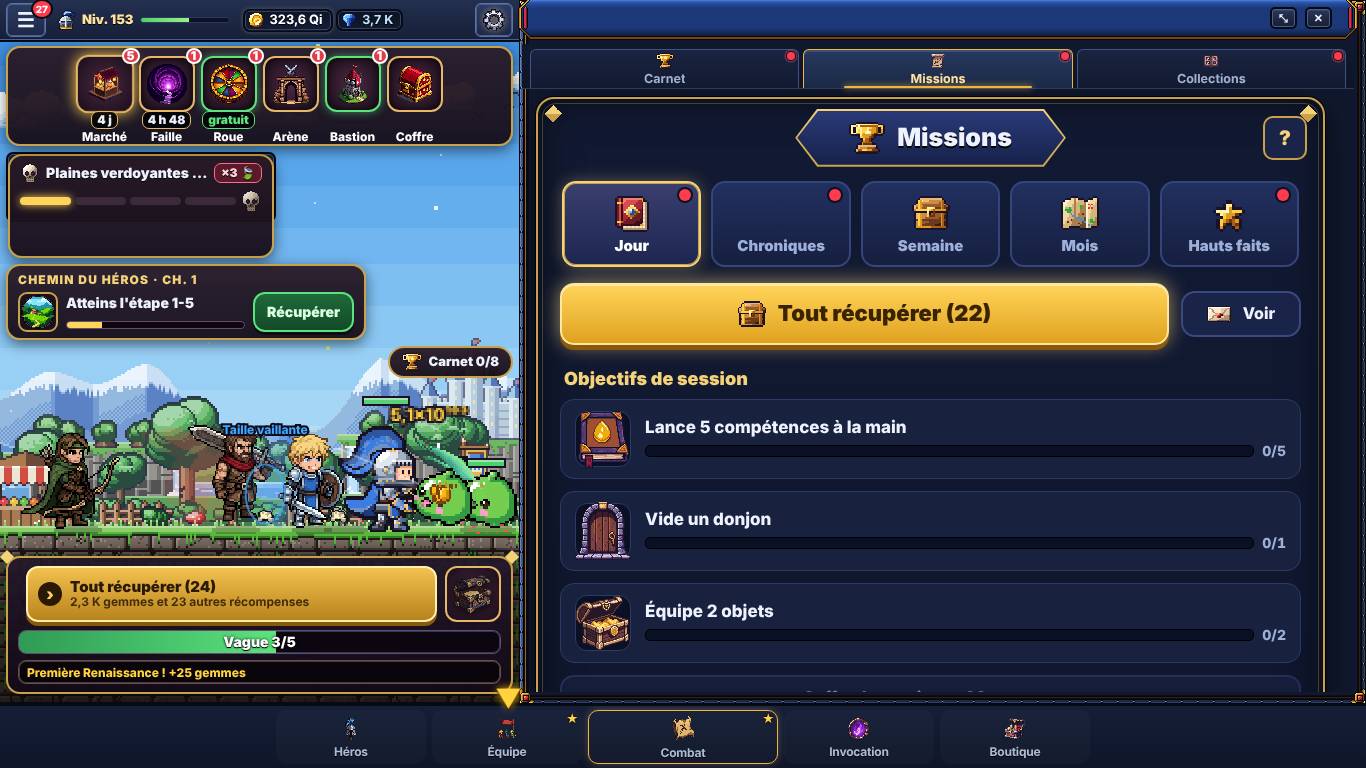 27
Niv. 153
323,6 Qi
3,7 K
5
1
1
1
1
4 j
4 h 48
gratuit
Marché
Faille
Roue
Arène
Bastion
Coffre
Plaines verdoyantes ...
×3
CHEMIN DU HÉROS · CH. 1
Atteins l'étape 1-5
Récupérer
Carnet 0/8
Taille vaillante
Tout récupérer (24)
2,3 K gemmes et 23 autres récompenses
Vague 3/5
Première Renaissance ! +25 gemmes
Carnet
Missions
Collections
Missions
?
Jour
Chroniques
Semaine
Mois
Hauts faits
Tout récupérer (22)
Voir
Objectifs de session
Lance 5 compétences à la main
0/5
Vide un donjon
0/1
Équipe 2 objets
0/2
Héros
Équipe
Combat
Invocation
Boutique